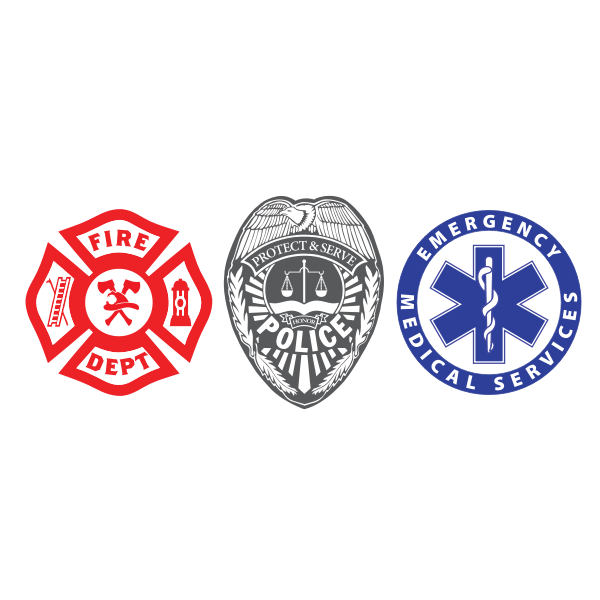 FIRE
DEPT
PROTECT & SERVE
HONOR
POLICE
EMERGENCY
MEDICAL SERVICES